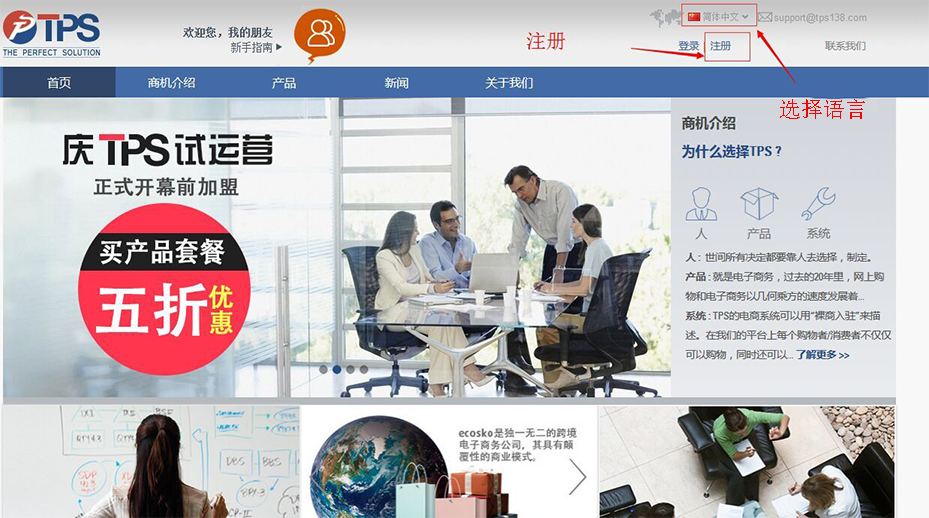 TPS
THE PERFECT SOLUTION
欢迎您，我的朋友
新手指南
注册
简体中文
support@tps138.com
登录
注册
联系我们
选择语言
首页
商机介绍
产品
新闻
关于我们
庆TPS试运营
正式开幕前加盟
买产品套餐
五折
优惠
商机介绍
为什么选择TPS？
人
产品
系统
人：世间所有决定都要靠人去选择，制定。
产品：就是电子商务，过去的20年里，网上购
物和电子商务以几何乘方的速度发展着...
系统：TPS的电商系统可以用“裸商入驻”来描
述。在我们的平台上每个购物者/消费者不仅仅
可以购物，同时还可以... 了解更多 >>
ecosko是独一无二的跨境
电子商务公司，其具有颠
覆性的商业模式。